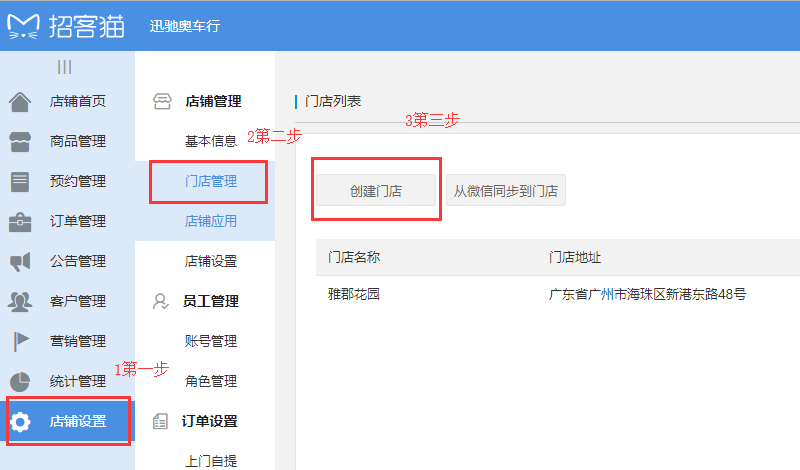 招客猫
迅驰奥车行
店铺首页
商品管理
预约管理
订单管理
公告管理
客户管理
营销管理
统计管理
1第一步
店铺设置
店铺管理
基本信息
2第二步
门店管理
店铺应用
店铺设置
员工管理
账号管理
角色管理
订单设置
上门自提
门店列表
3第三步
创建门店 从微信同步到门店
门店名称 门店地址
雅郡花园 广东省广州市海珠区新港东路48号